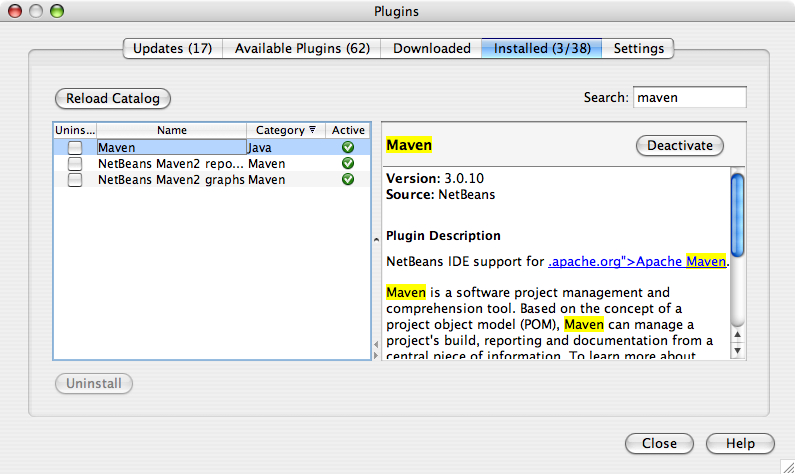 Plugins
Updates (17) Available Plugins (62) Downloaded Installed (3/38) Settings
Reload Catalog
Search: maven
Unins... Name Category Active
Maven Java
NetBeans Maven2 repo... Maven
NetBeans Maven2 graphs Maven
Maven
Deactivate
Version: 3.0.10
Source: NetBeans
Plugin Description
NetBeans IDE support for .apache.org">Apache Maven.
Maven is a software project management and
comprehension tool. Based on the concept of a
project object model (POM), Maven can manage a
project's build, reporting and documentation from a
central piece of information. To learn more about
Uninstall
Close Help